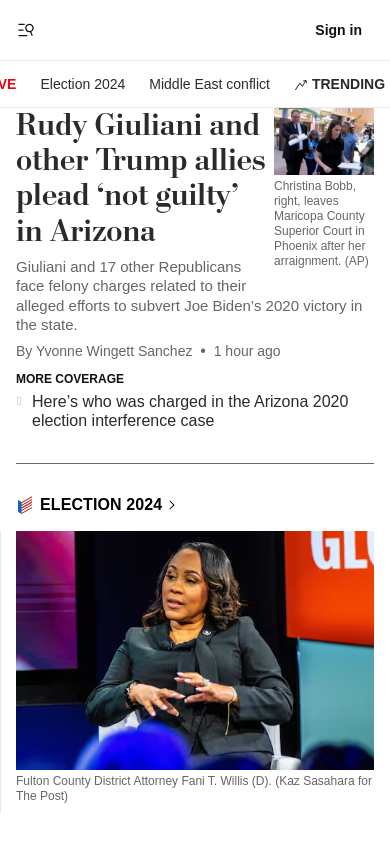 Sign in
VE Election 2024 Middle East conflict TRENDING
Rudy Giuliani and
other Trump allies
plead ‘not guilty’
in Arizona
Christina Bobb,
right, leaves
Maricopa County
Superior Court in
Phoenix after her
arraignment. (AP)
Giuliani and 17 other Republicans
face felony charges related to their
alleged efforts to subvert Joe Biden’s 2020 victory in
the state.
By Yvonne Wingett Sanchez • 1 hour ago
MORE COVERAGE
Here’s who was charged in the Arizona 2020
election interference case
ELECTION 2024
GLO
Fulton County District Attorney Fani T. Willis (D). (Kaz Sasahara for
The Post)